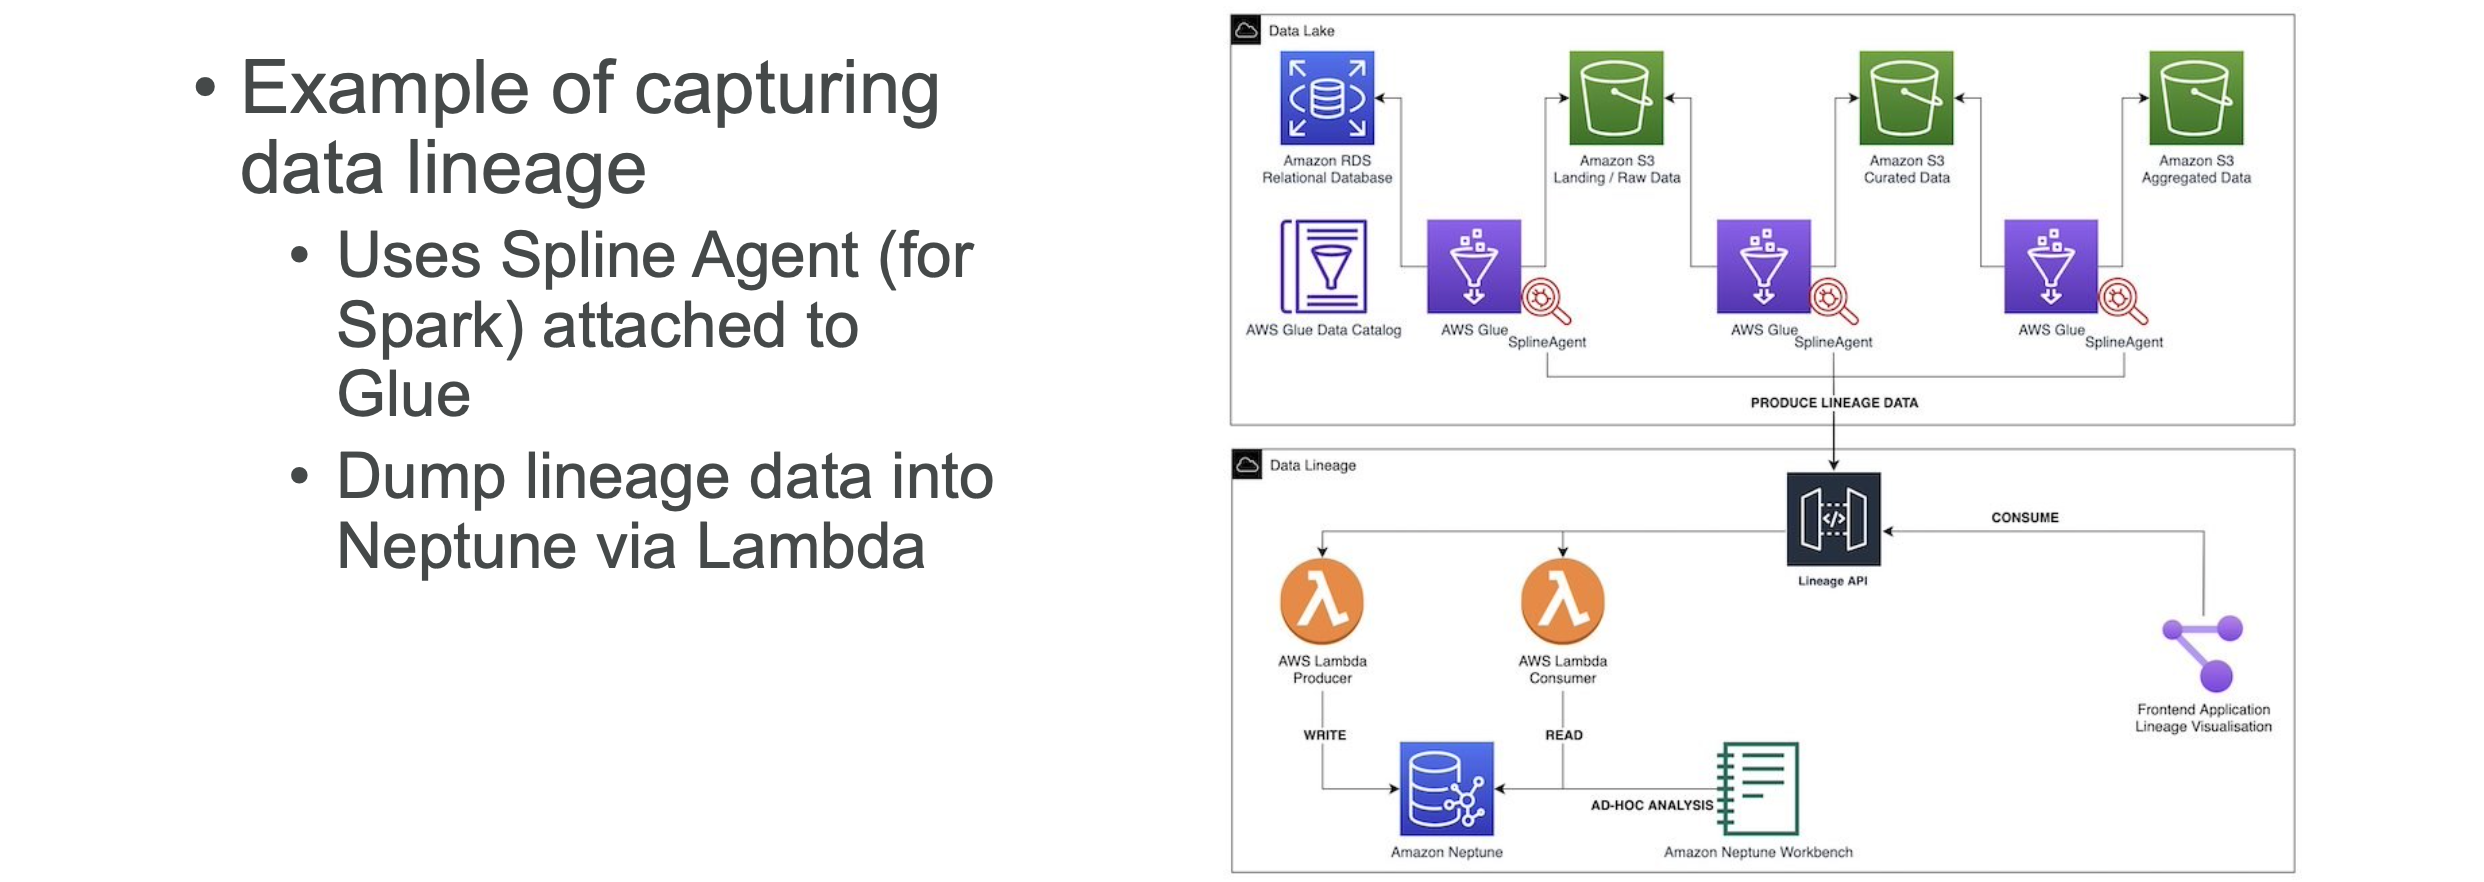 • Example of capturing
data lineage
• Uses Spline Agent (for
Spark) attached to
Glue
• Dump lineage data into
Neptune via Lambda
Data Lake
Amazon RDS
Relational Database
Amazon S3
Landing / Raw Data
Amazon S3
Curated Data
Amazon S3
Aggregated Data
AWS Glue Data Catalog
AWS Glue
SplineAgent
AWS Glue
SplineAgent
AWS Glue
SplineAgent
PRODUCE LINEAGE DATA
Data Lineage
</>
Lineage API
CONSUME
AWS Lambda
Producer
AWS Lambda
Consumer
Frontend Application
Lineage Visualisation
WRITE
READ
AD-HOC ANALYSIS
Amazon Neptune
Amazon Neptune Workbench